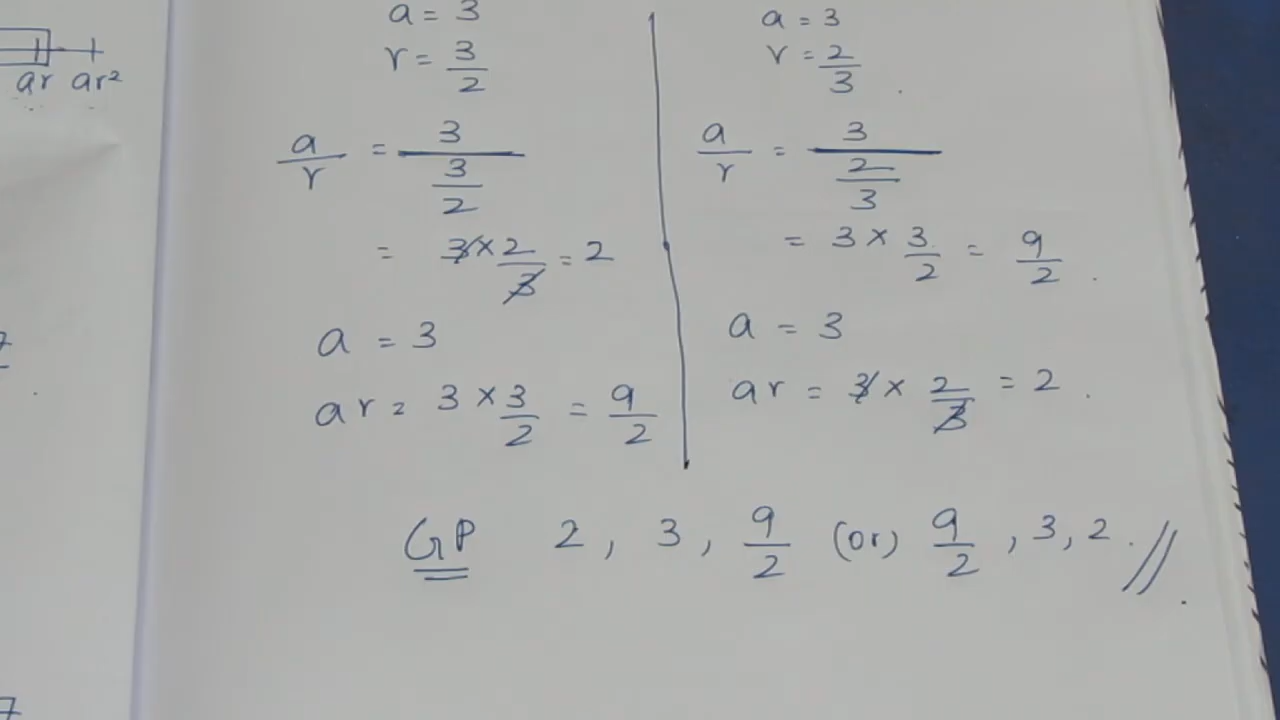 ar ar²
a = 3
r = 3/2
a/r = 3/(3/2)
= 3 × 2/3 = 2
a = 3
ar = 3 × 3/2 = 9/2
a = 3
r = 2/3
a/r = 3/(2/3)
= 3 × 3/2 = 9/2 .
a = 3
ar = 3 × 2/3 = 2 .
GP 2 , 3 , 9/2 (or) 9/2 , 3 , 2 . //